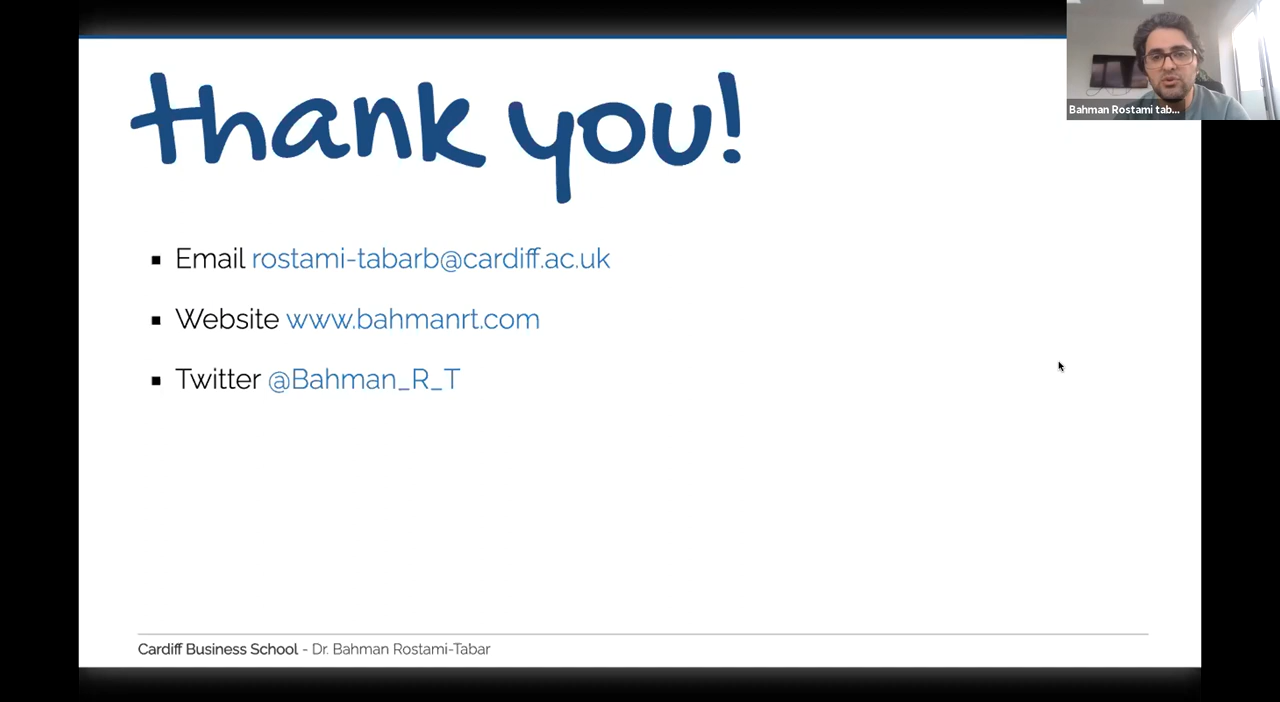 thank you!
Bahman Rostami tab...
▪ Email rostami-tabarb@cardiff.ac.uk
▪ Website www.bahmanrt.com
▪ Twitter @Bahman_R_T
Cardiff Business School - Dr. Bahman Rostami-Tabar